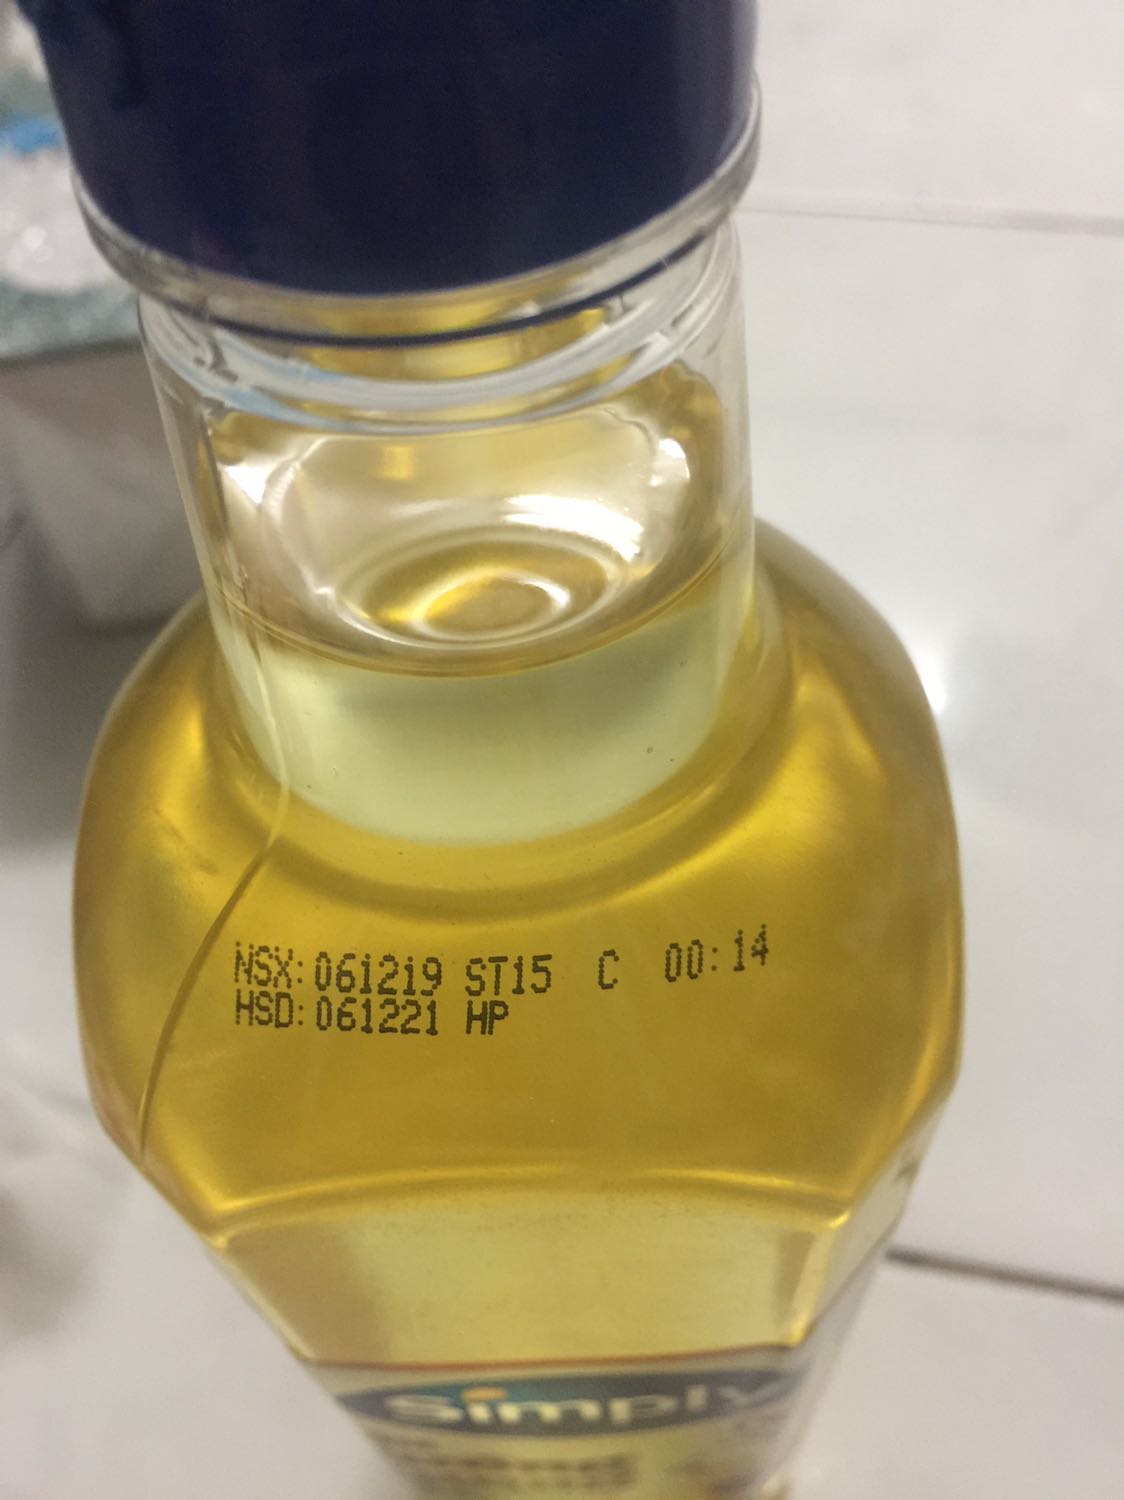 NSX: 061219 ST15 C 00:14
HSD: 061221 HP
Simply